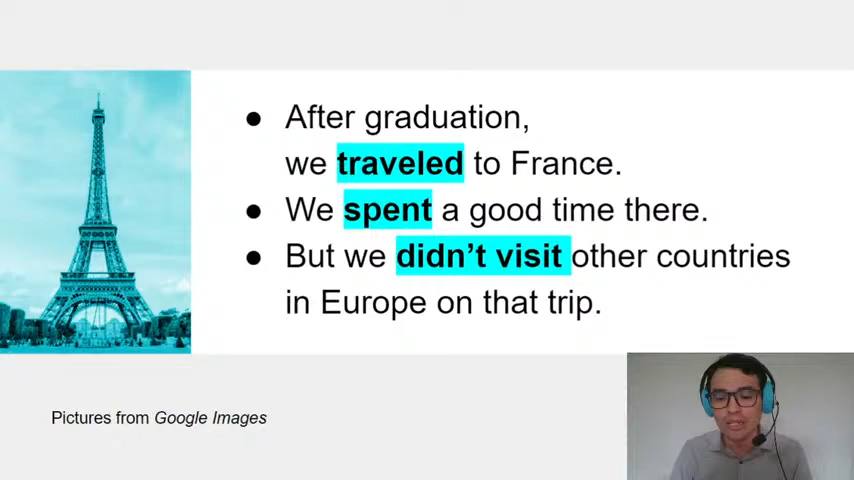 ● After graduation,
we traveled to France.
● We spent a good time there.
● But we didn’t visit other countries
in Europe on that trip.
Pictures from Google Images